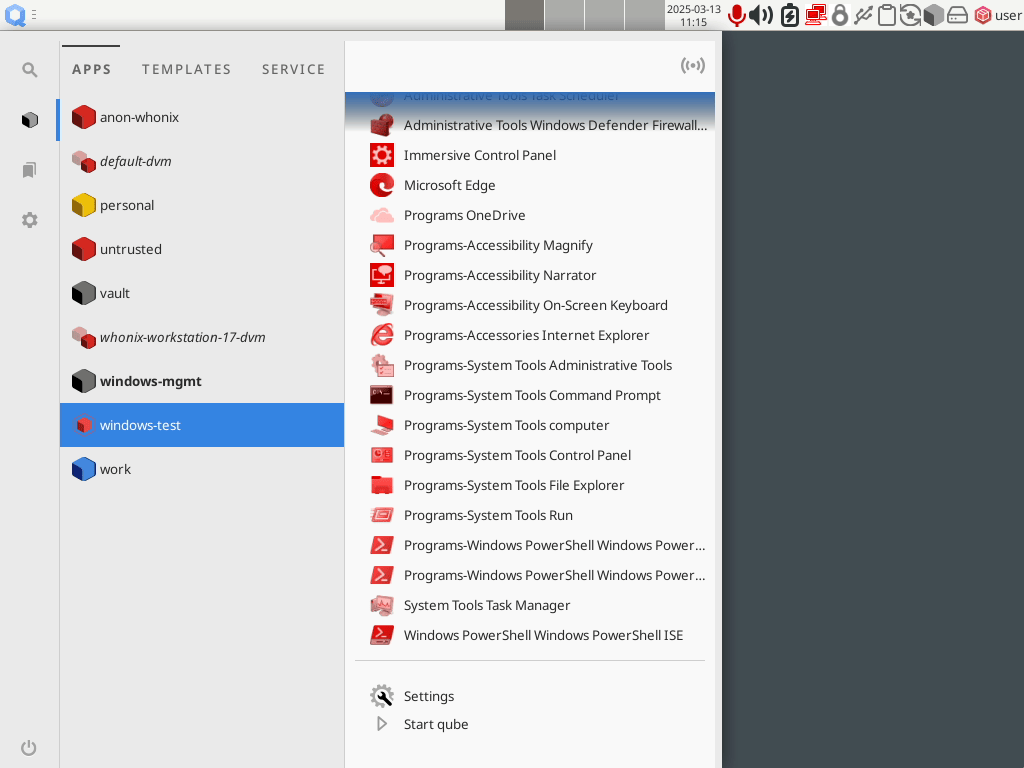 2025-03-13
11:15
user
APPS TEMPLATES SERVICE
anon-whonix
default-dvm
personal
untrusted
vault
whonix-workstation-17-dvm
windows-mgmt
windows-test
work
Administrative Tools Task Scheduler
Administrative Tools Windows Defender Firewall...
Immersive Control Panel
Microsoft Edge
Programs OneDrive
Programs-Accessibility Magnify
Programs-Accessibility Narrator
Programs-Accessibility On-Screen Keyboard
Programs-Accessories Internet Explorer
Programs-System Tools Administrative Tools
Programs-System Tools Command Prompt
Programs-System Tools computer
Programs-System Tools Control Panel
Programs-System Tools File Explorer
Programs-System Tools Run
Programs-Windows PowerShell Windows Power...
Programs-Windows PowerShell Windows Power...
System Tools Task Manager
Windows PowerShell Windows PowerShell ISE
Settings
Start qube